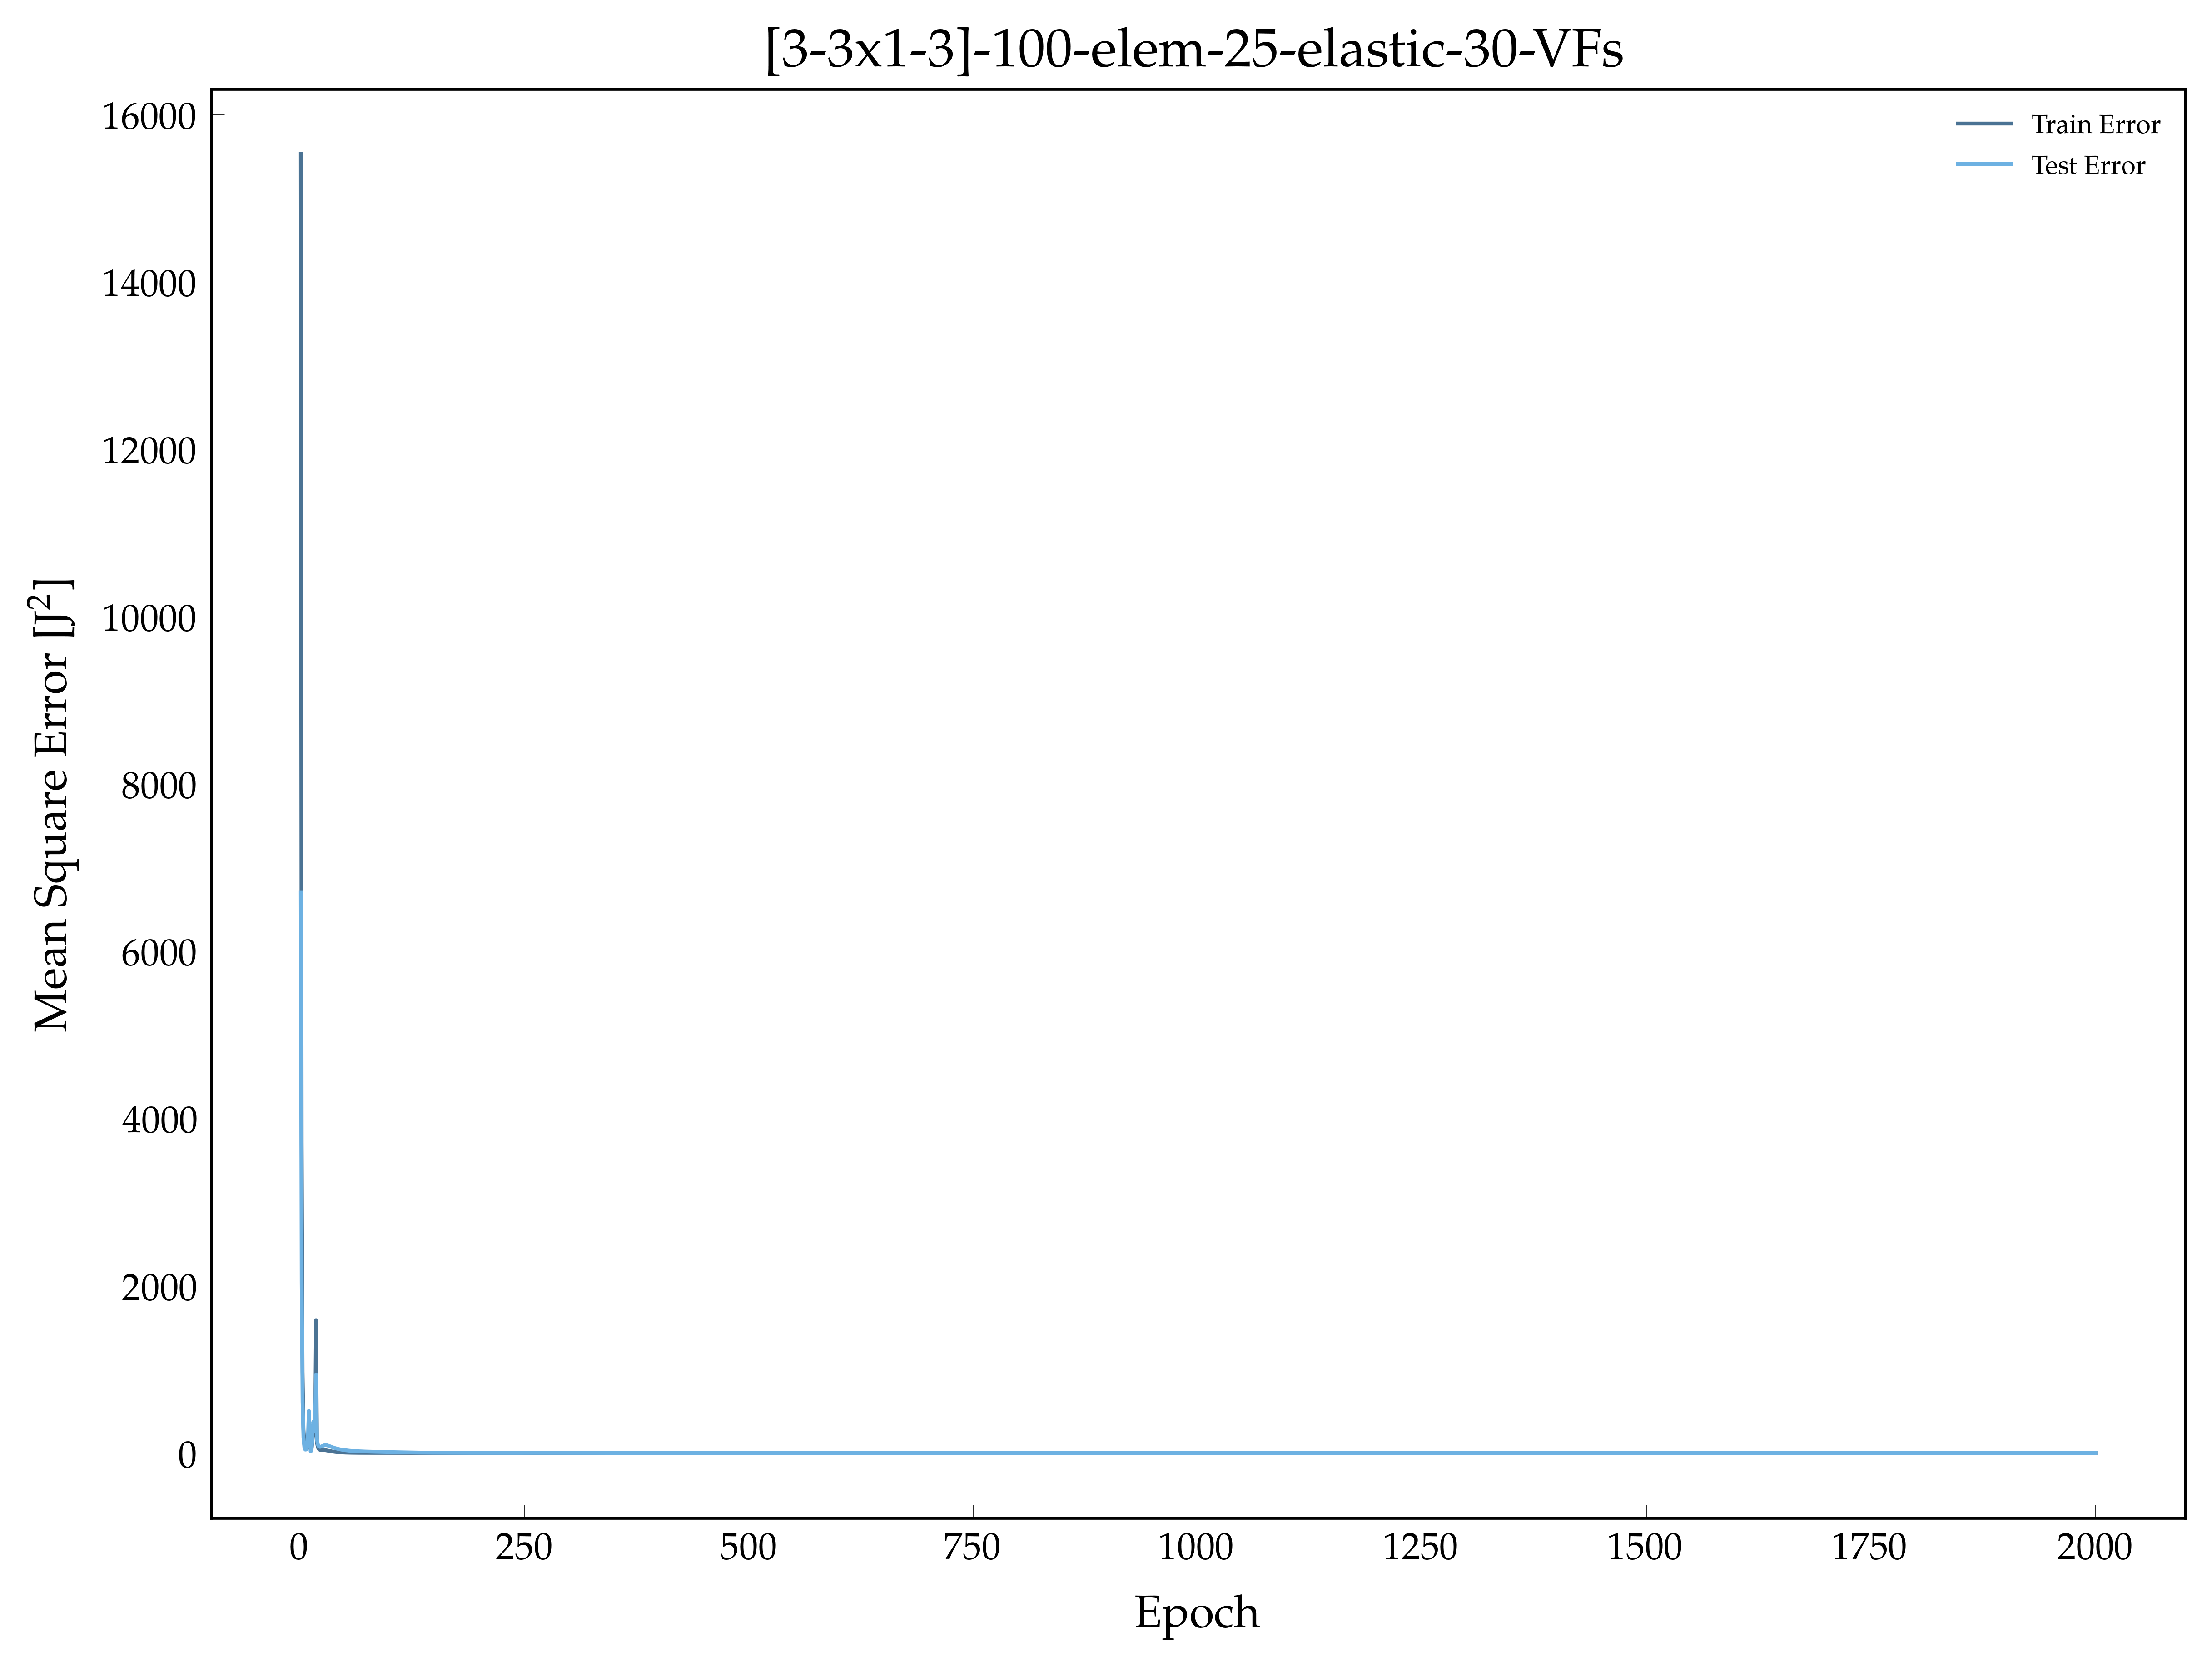 [3-3x1-3]-100-elem-25-elastic-30-VFs
Train Error
Test Error
Mean Square Error [J²]
16000
14000
12000
10000
8000
6000
4000
2000
0
0 250 500 750 1000 1250 1500 1750 2000
Epoch